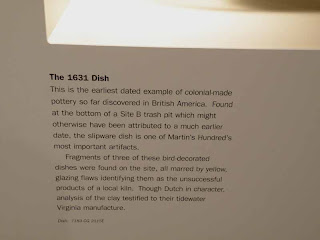 The 1631 Dish
This is the earliest dated example of colonial-made
pottery so far discovered in British America. Found
at the bottom of a Site B trash pit which might
otherwise have been attributed to a much earlier
date, the slipware dish is one of Martin's Hundred's
most important artifacts.
Fragments of three of these bird-decorated
dishes were found on the site, all marred by yellow,
glazing flaws identifying them as the unsuccessful
products of a local kiln. Though Dutch in character,
analysis of the clay testified to their tidewater
Virginia manufacture.